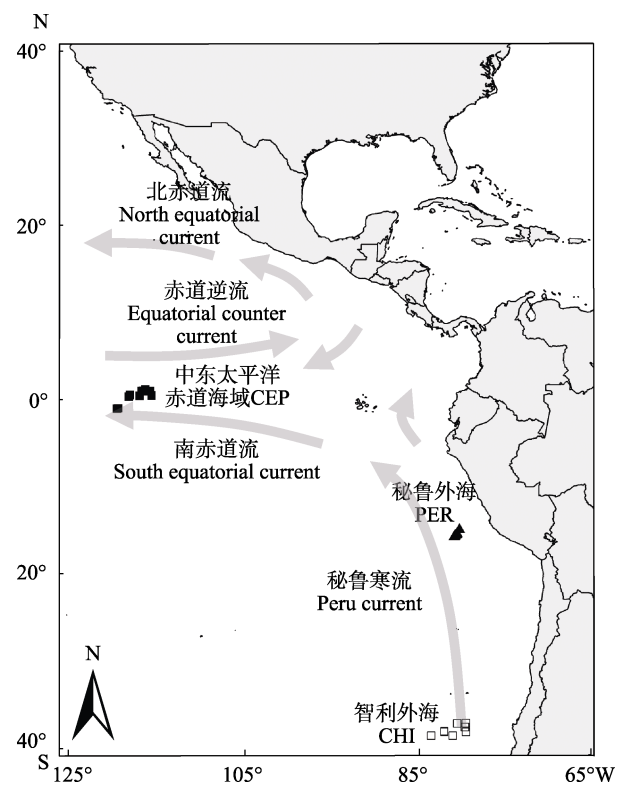 N
40°
20°
0°
20°
40°
S
北赤道流
North equatorial
current
赤道逆流
Equatorial counter
current
中东太平洋
赤道海域CEP
南赤道流
South equatorial current
秘鲁外海
PER
秘鲁寒流
Peru current
N
智利外海
CHI
125°
105°
85°
65°W